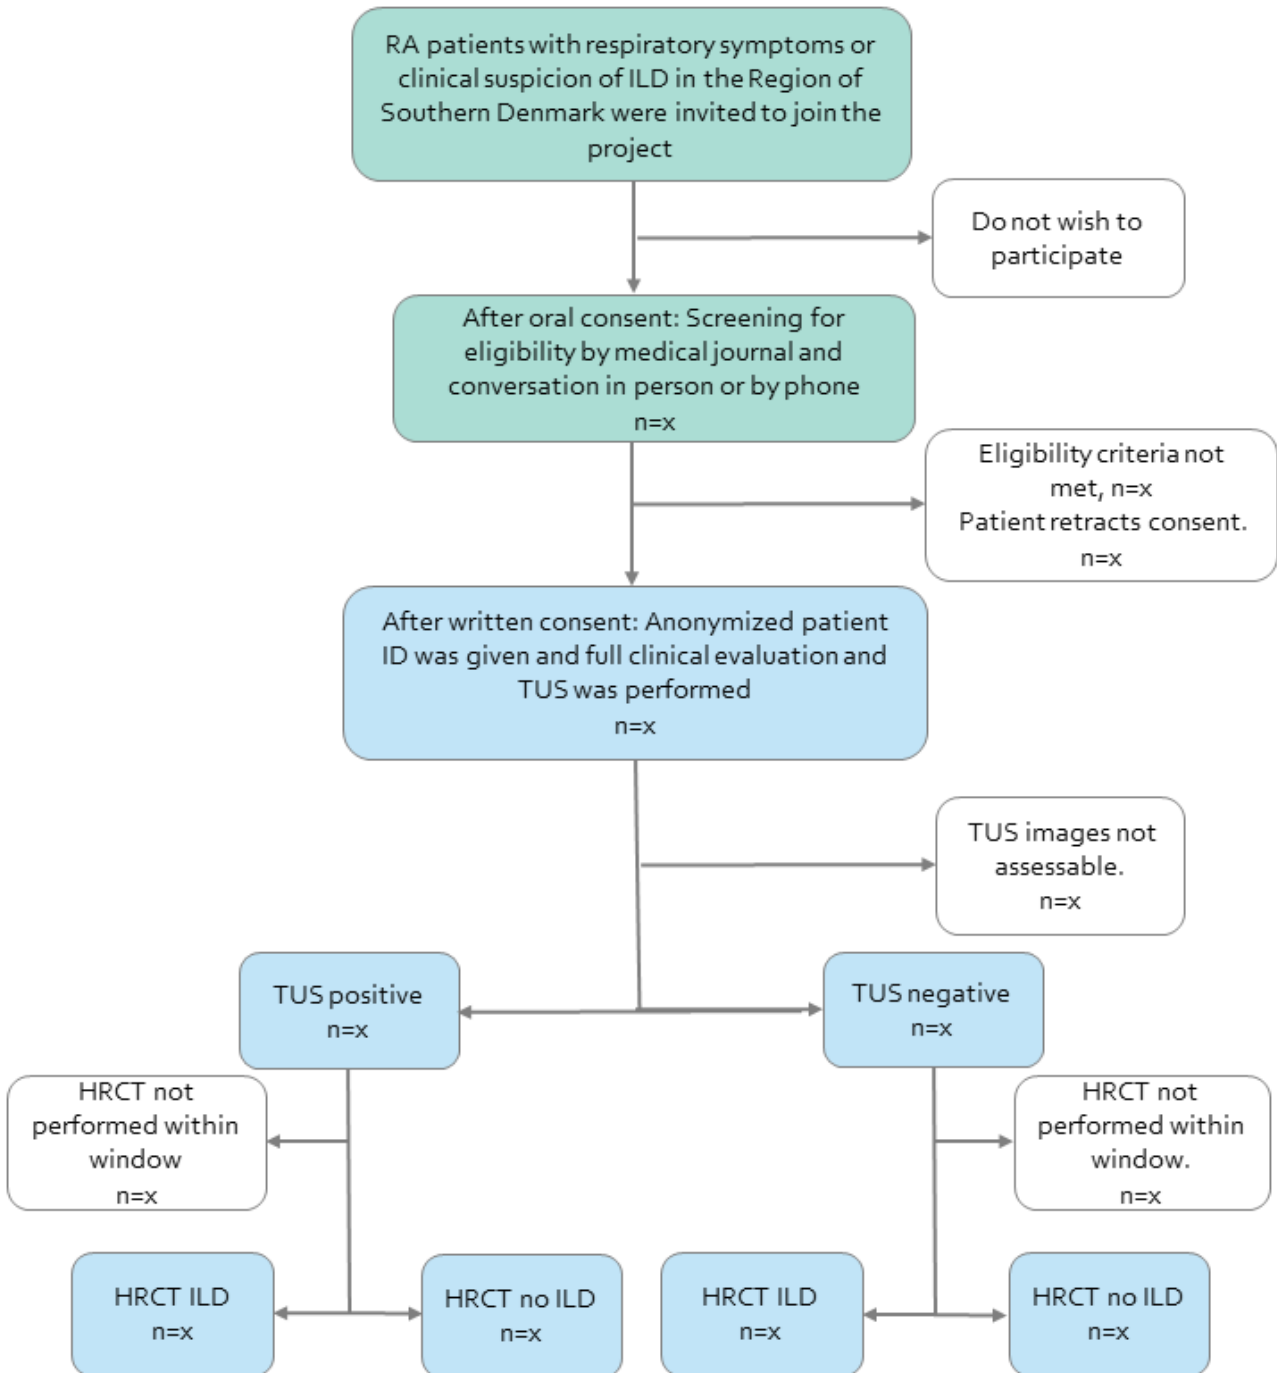 RA patients with respiratory symptoms or
clinical suspicion of ILD in the Region of
Southern Denmark were invited to join the
project
Do not wish to
participate
After oral consent: Screening for
eligibility by medical journal and
conversation in person or by phone
n=x
Eligibility criteria not
met, n=x
Patient retracts consent.
n=x
After written consent: Anonymized patient
ID was given and full clinical evaluation and
TUS was performed
n=x
TUS images not
assessable.
n=x
TUS positive
n=x
TUS negative
n=x
HRCT not
performed within
window
n=x
HRCT not
performed within
window.
n=x
HRCT ILD
n=x
HRCT no ILD
n=x
HRCT ILD
n=x
HRCT no ILD
n=x